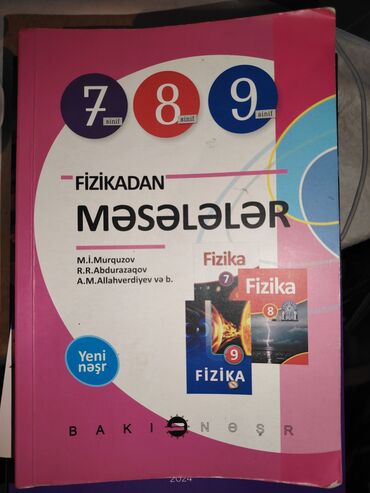 7 sinif 8 sinif 9 sinif
FİZİKADAN
MƏSƏLƏLƏR
M.İ.Murquzov
R.R.Abdurazaqov
A.M.Allahverdiyev və b.
Fizika
7
Fizika
8
9
FİZİKA
Yeni
nəşr
BAKI NƏŞR
2024